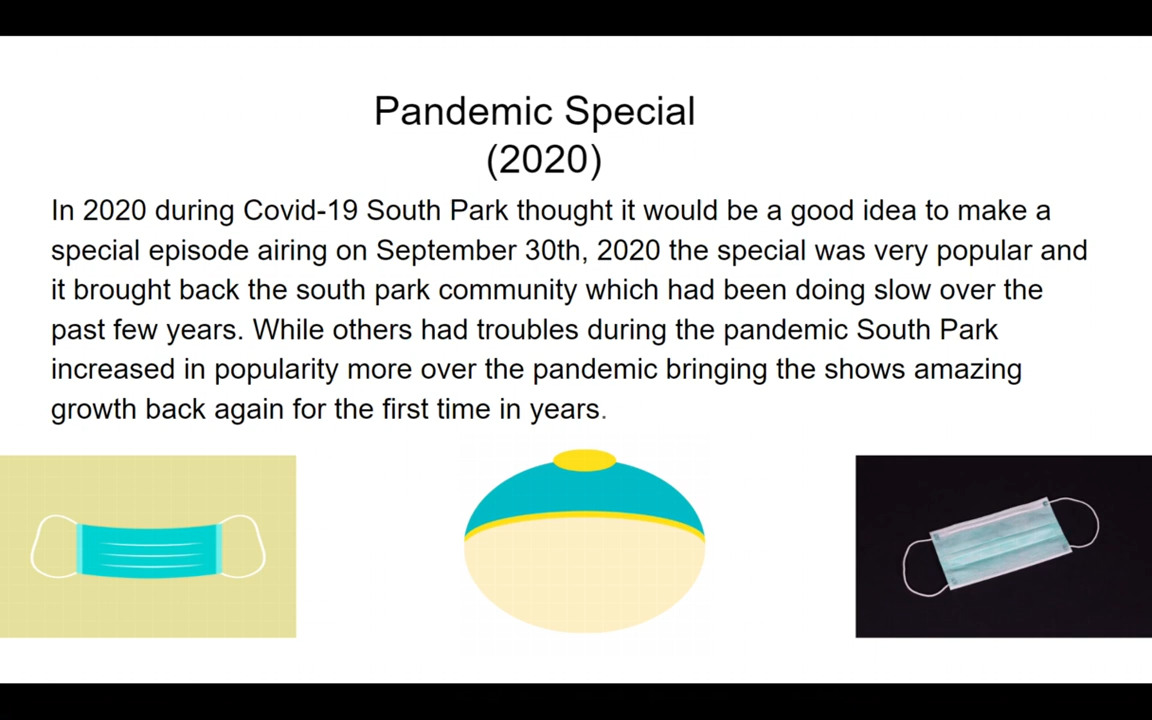 Pandemic Special
(2020)
In 2020 during Covid-19 South Park thought it would be a good idea to make a
special episode airing on September 30th, 2020 the special was very popular and
it brought back the south park community which had been doing slow over the
past few years. While others had troubles during the pandemic South Park
increased in popularity more over the pandemic bringing the shows amazing
growth back again for the first time in years.